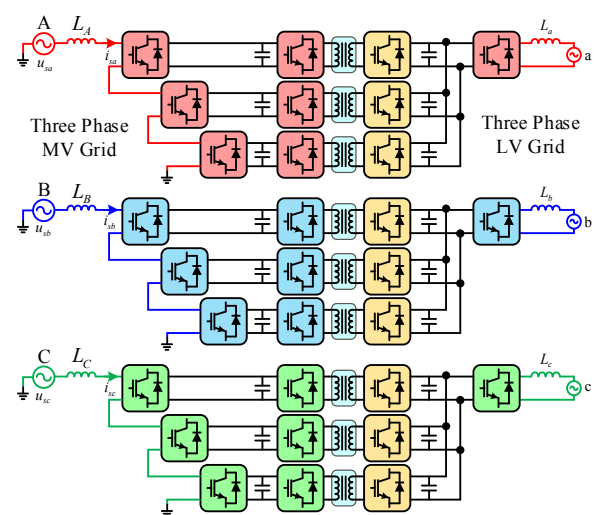 A
L_A
L_a
u_sa
i_sa
a
Three Phase
MV Grid
Three Phase
LV Grid
B
L_B
L_b
u_sb
i_sb
b
C
L_C
L_c
u_sc
i_sc
c